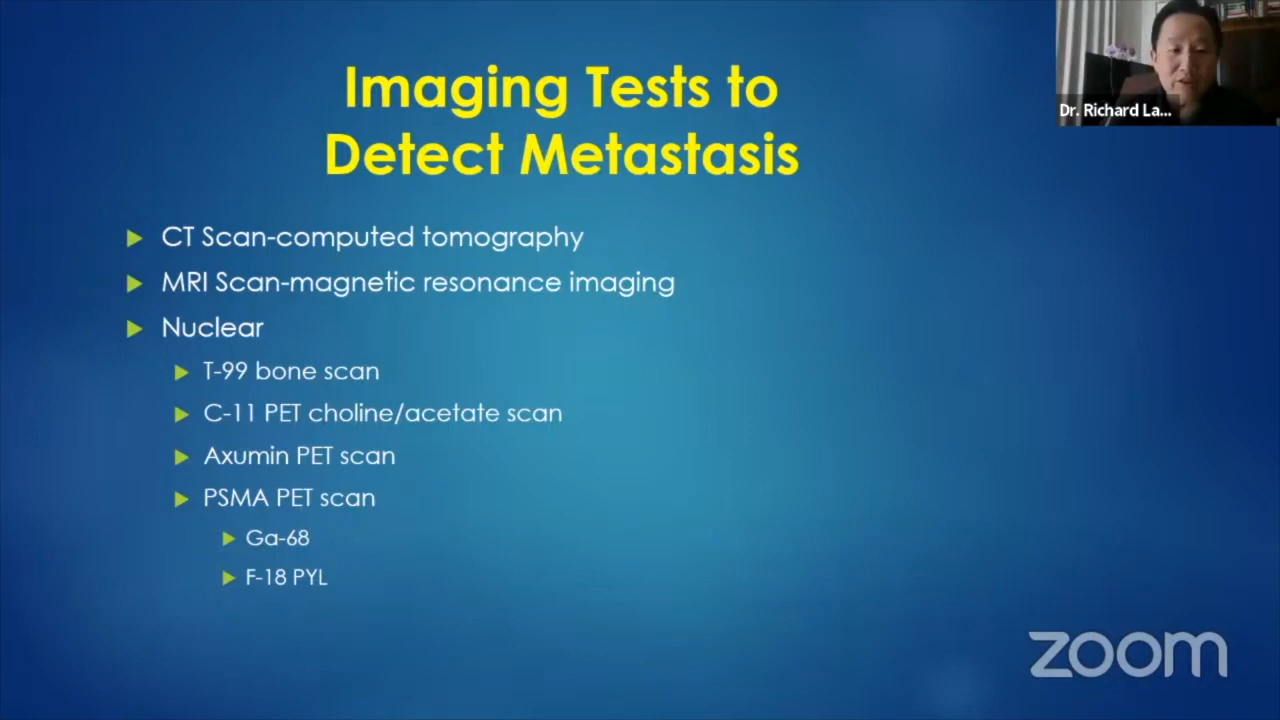 Imaging Tests to
Detect Metastasis
Dr. Richard La...
CT Scan-computed tomography
MRI Scan-magnetic resonance imaging
Nuclear
T-99 bone scan
C-11 PET choline/acetate scan
Axumin PET scan
PSMA PET scan
Ga-68
F-18 PYL
zoom